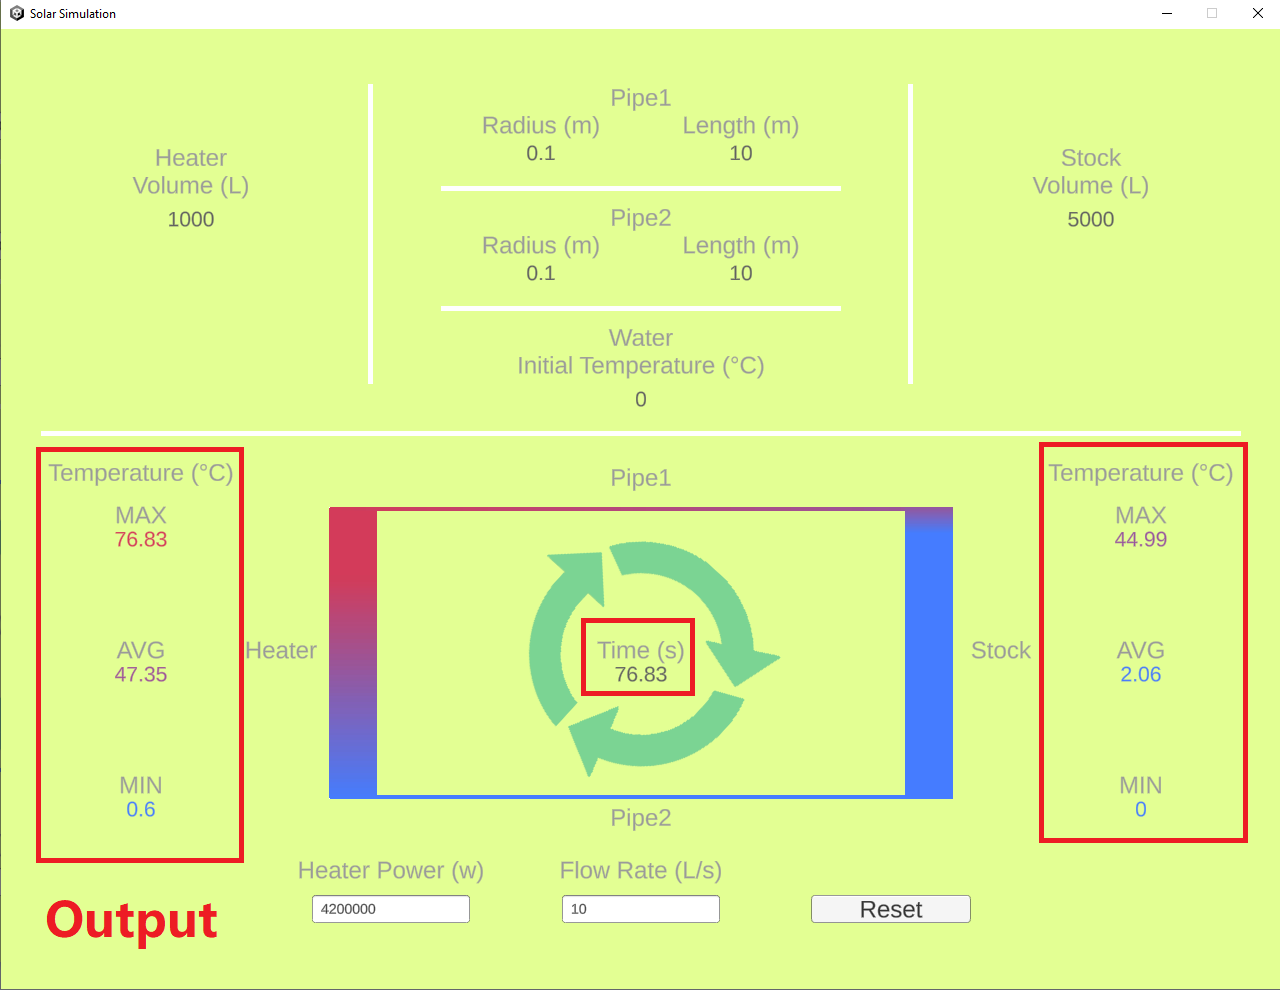 Solar Simulation
Pipe1
Radius (m) Length (m)
0.1 10
Heater
Volume (L)
1000
Stock
Volume (L)
5000
Pipe2
Radius (m) Length (m)
0.1 10
Water
Initial Temperature (°C)
0
Temperature (°C)
MAX
76.83
AVG
47.35
MIN
0.6
Heater
Pipe1
Time (s)
76.83
Pipe2
Stock
Temperature (°C)
MAX
44.99
AVG
2.06
MIN
0
Heater Power (w) Flow Rate (L/s)
4200000 10 Reset
Output